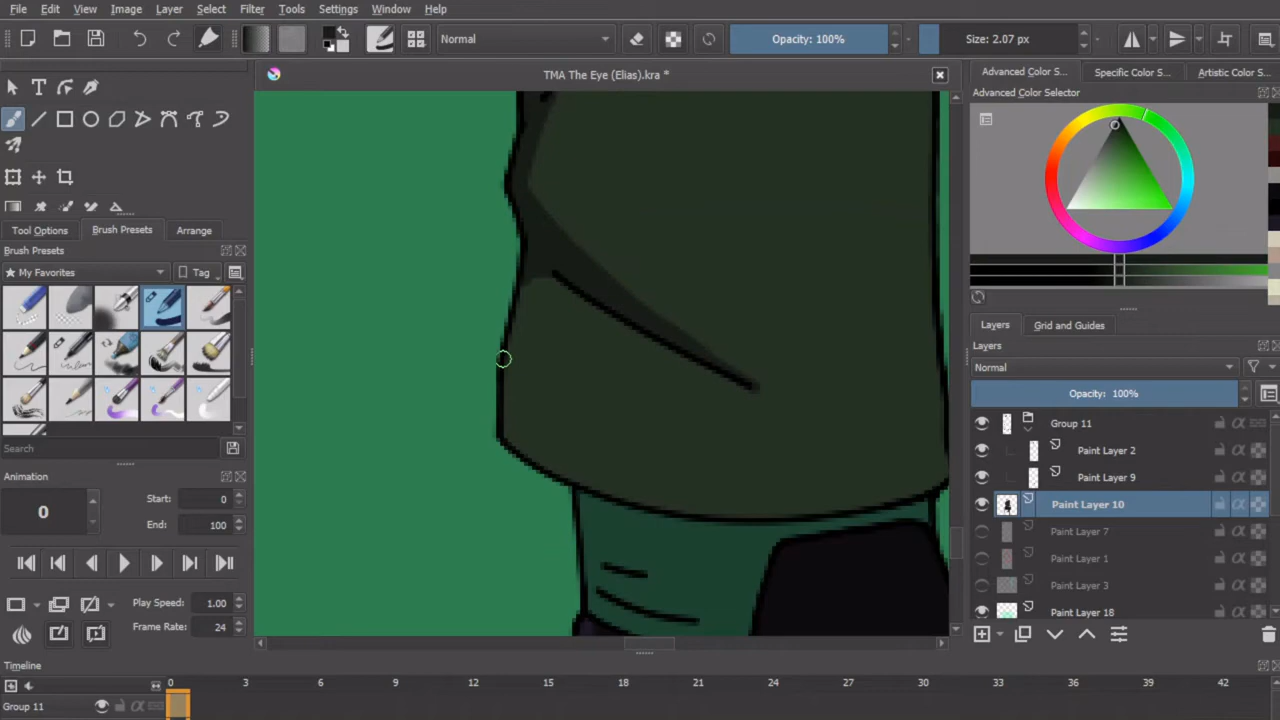 File Edit View Image Layer Select Filter Tools Settings Window Help
Normal Opacity: 100% Size: 2.07 px
TMA The Eye (Elias).kra *
Advanced Color S... Specific Color S... Artistic Color S...
Advanced Color Selector
Tool Options Brush Presets Arrange
Brush Presets
My Favorites Tag
Search
Animation
0 Start: 0
End: 100
Play Speed: 1.00
Frame Rate: 24
Layers Grid and Guides
Layers
Normal
Opacity: 100%
Group 11
Paint Layer 2
Paint Layer 9
Paint Layer 10
Paint Layer 7
Paint Layer 1
Paint Layer 3
Paint Layer 18
Timeline
0 3 6 9 12 15 18 21 24 27 30 33 36 39 42
Group 11